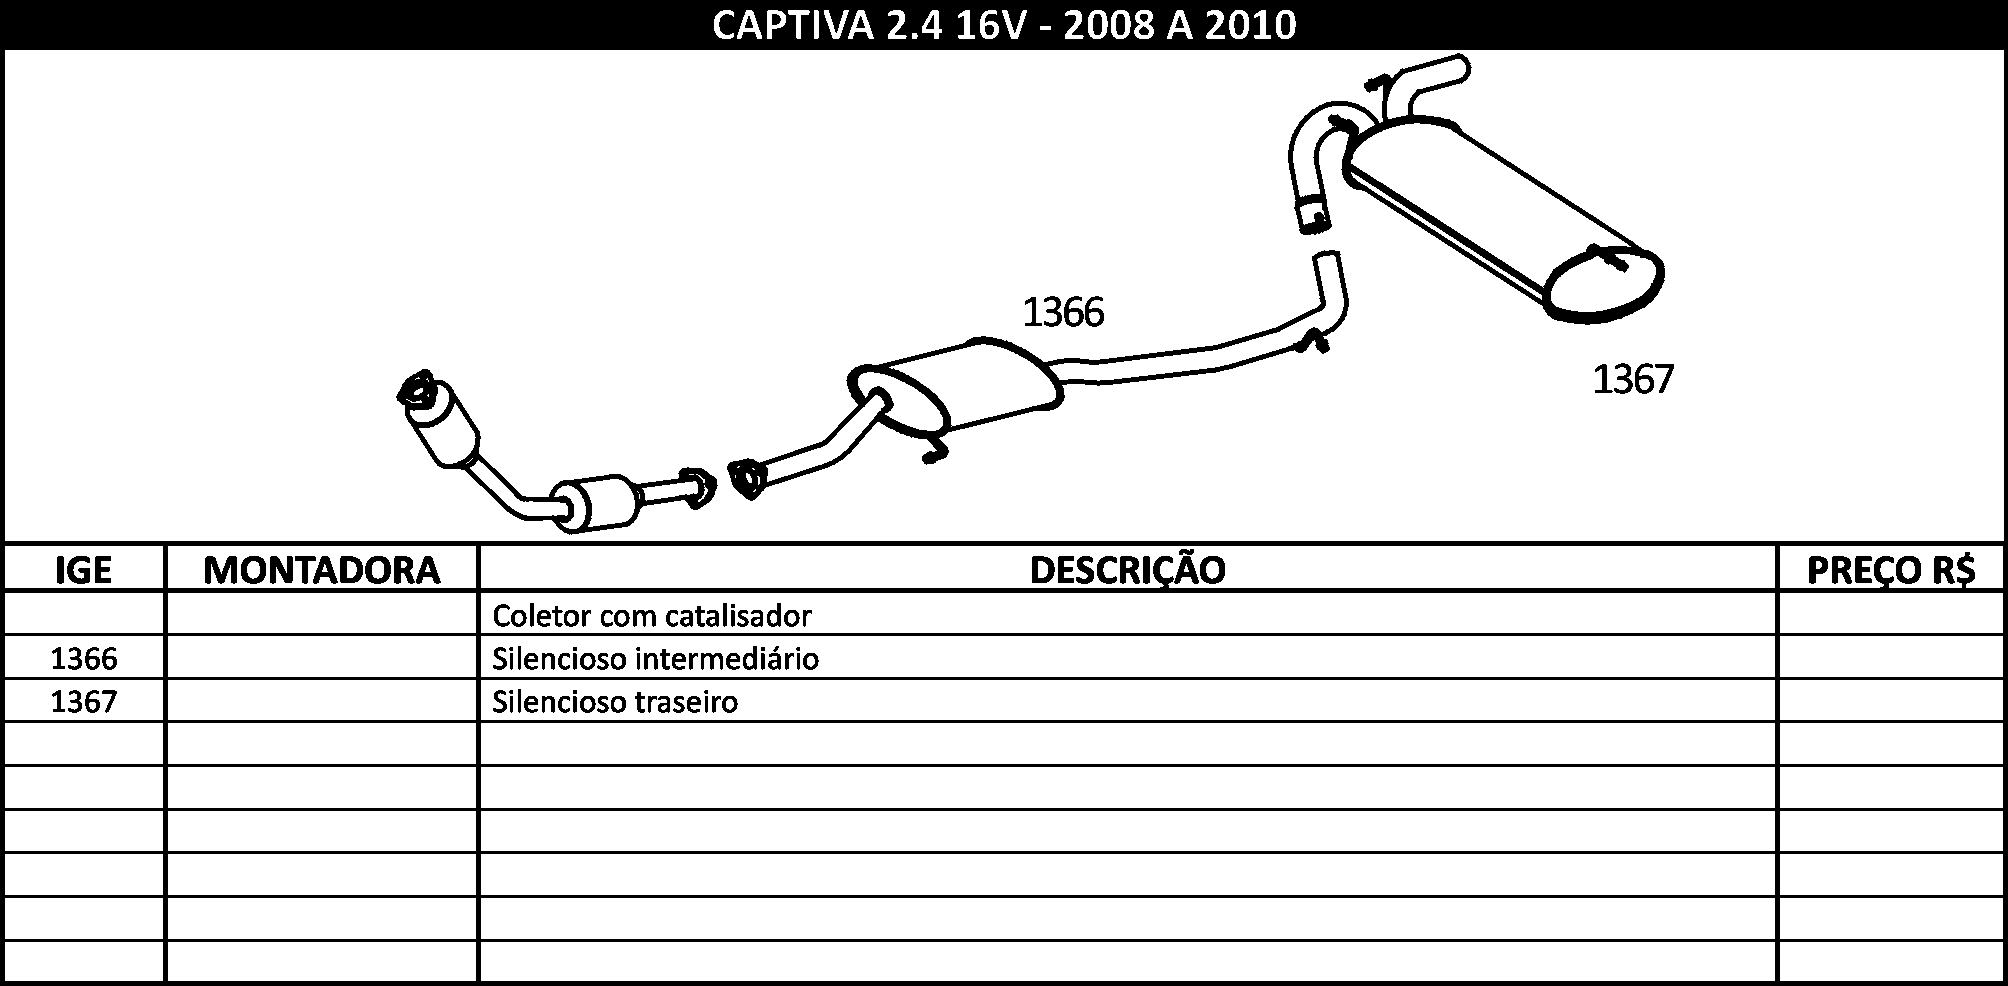 CAPTIVA 2.4 16V - 2008 A 2010
1366
1367
IGE MONTADORA DESCRIÇÃO PREÇO R$
Coletor com catalisador
1366 Silencioso intermediário
1367 Silencioso traseiro